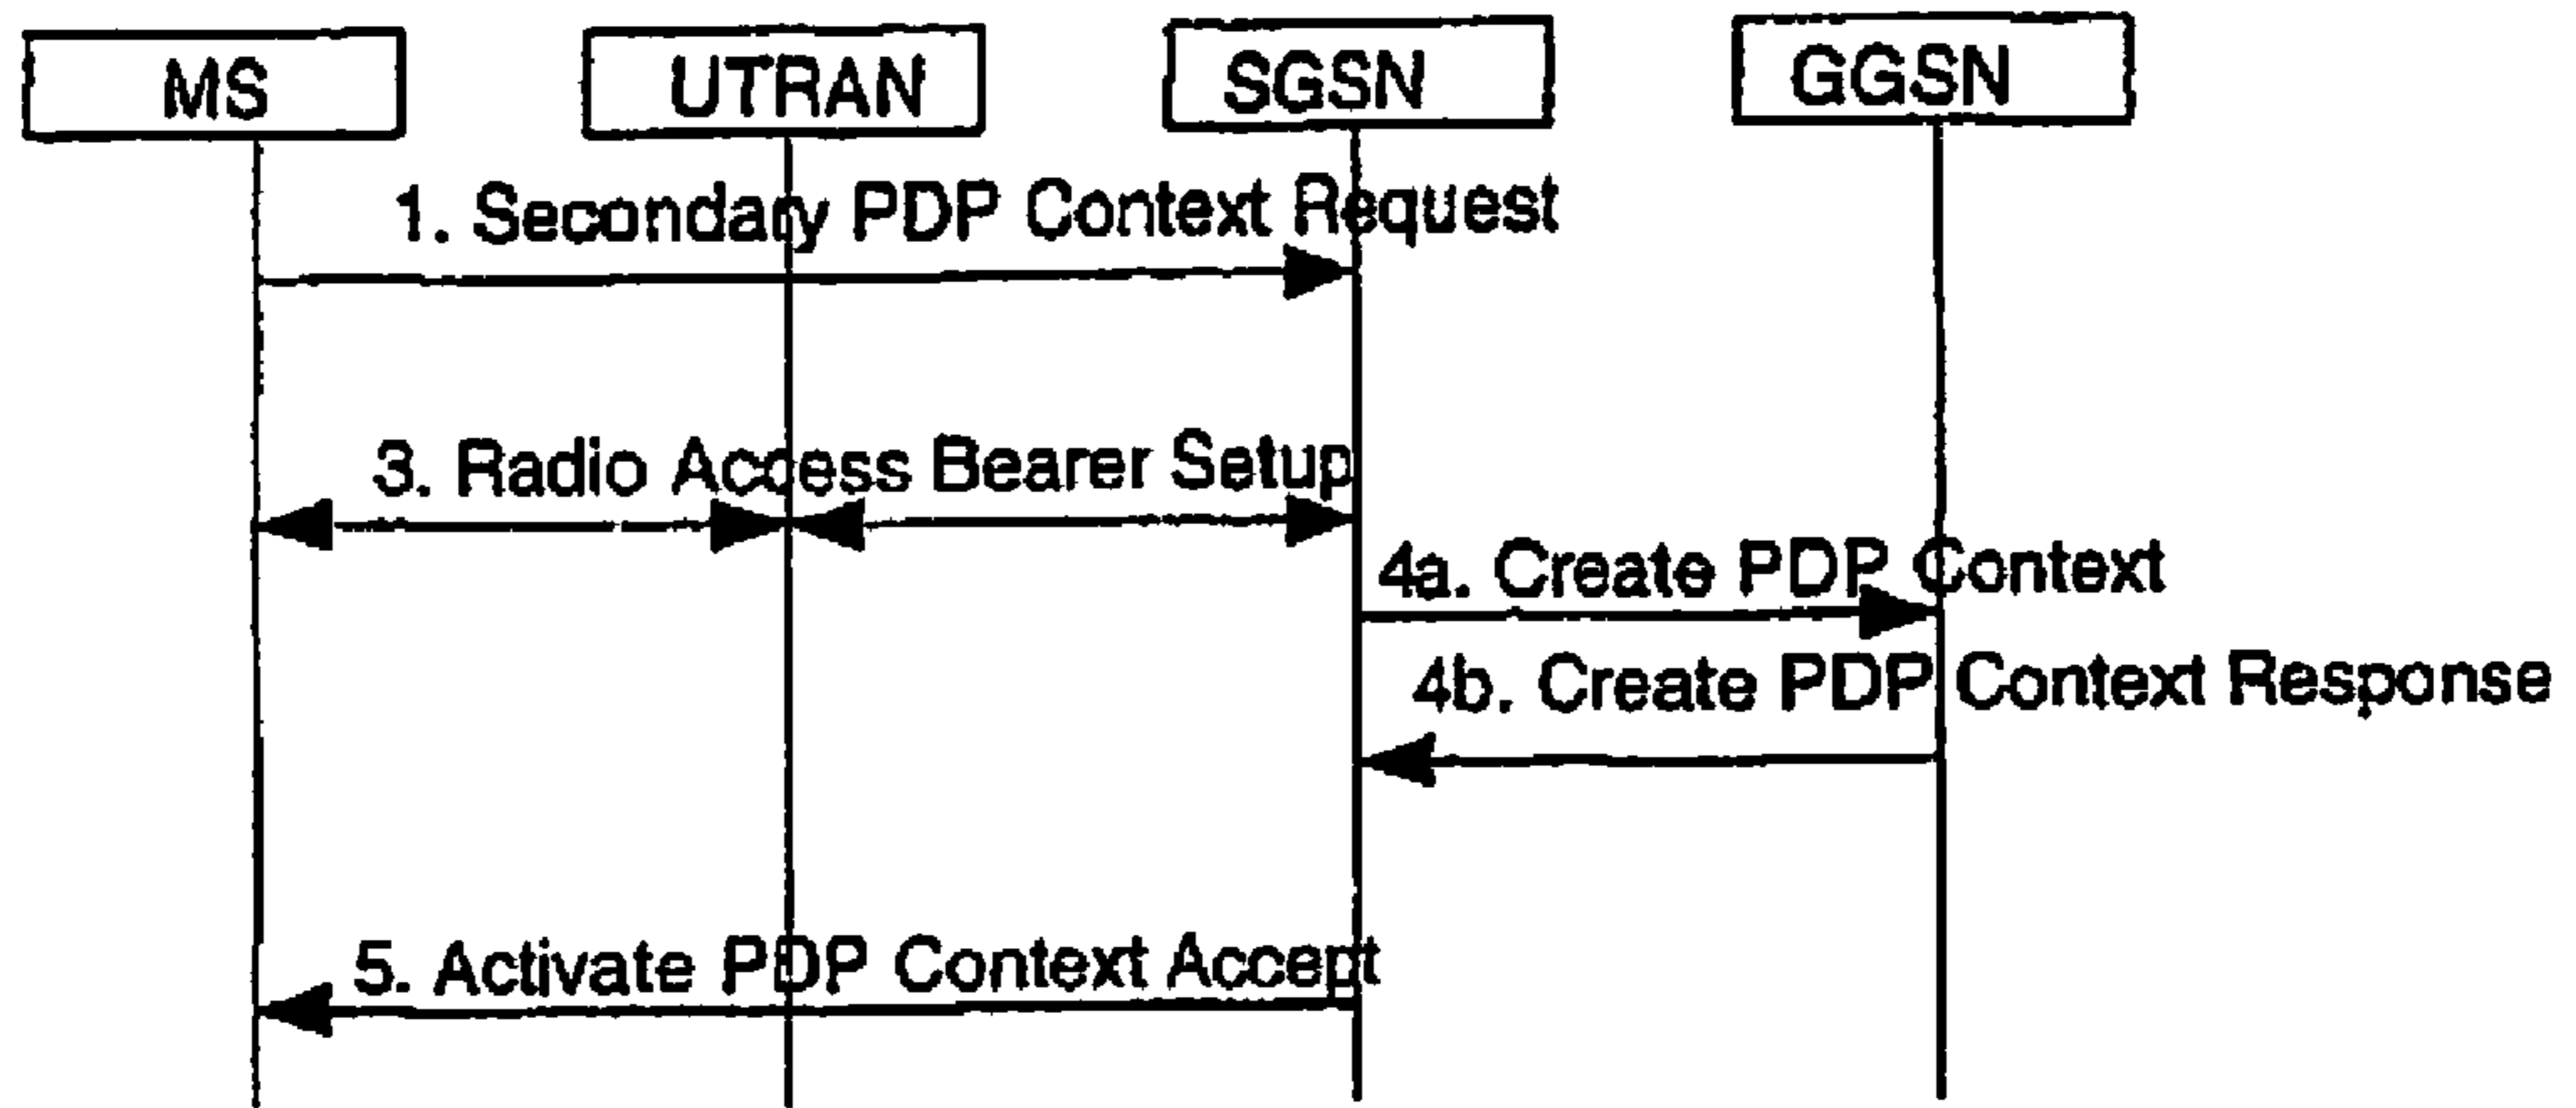 MS
UTRAN
SGSN
GGSN
1. Secondary PDP Context Request
3. Radio Access Bearer Setup
4a. Create PDP Context
4b. Create PDP Context Response
5. Activate PDP Context Accept